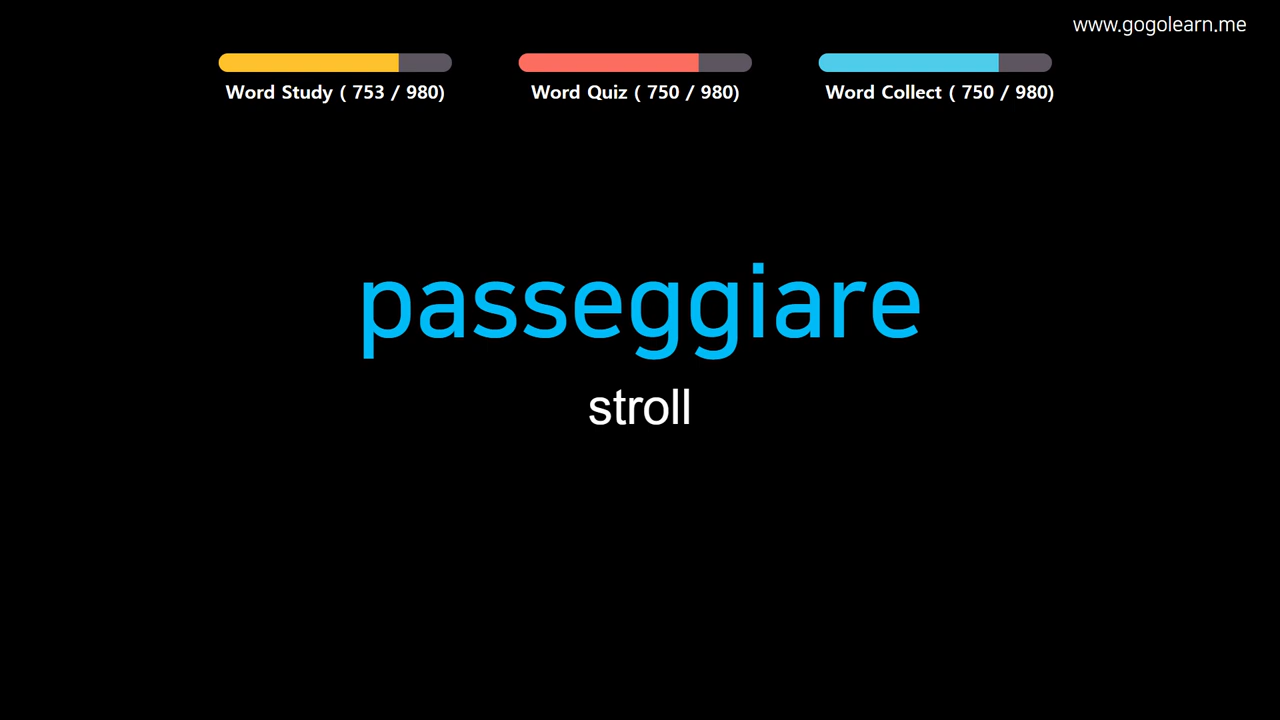 www.gogolearn.me
Word Study ( 753 / 980)
Word Quiz ( 750 / 980)
Word Collect ( 750 / 980)
passeggiare
stroll